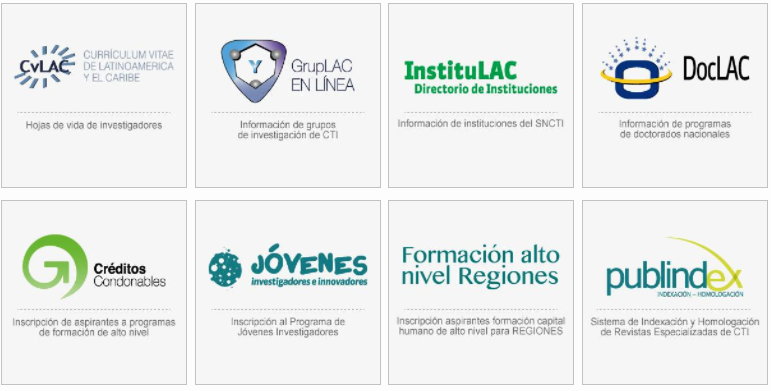 CvLAC
CURRÍCULUM VITAE
DE LATINOAMERICA
Y EL CARIBE
Hojas de vida de investigadores
Y
GrupLAC
EN LÍNEA
Información de grupos
de investigación de CTI
InstituLAC
Directorio de Instituciones
Información de instituciones del SNCTI
DocLAC
Información de programas
de doctorados nacionales
Créditos
Condonables
Inscripción de aspirantes a programas
de formación de alto nivel
JÓVENES
investigadores e innovadores
Inscripción al Programa de
Jóvenes Investigadores
Formación alto
nivel Regiones
Inscripción aspirantes formación capital
humano de alto nivel para REGIONES
publindex
INDEXACIÓN - HOMOLOGACIÓN
Sistema de Indexación y Homologación
de Revistas Especializadas de CTI